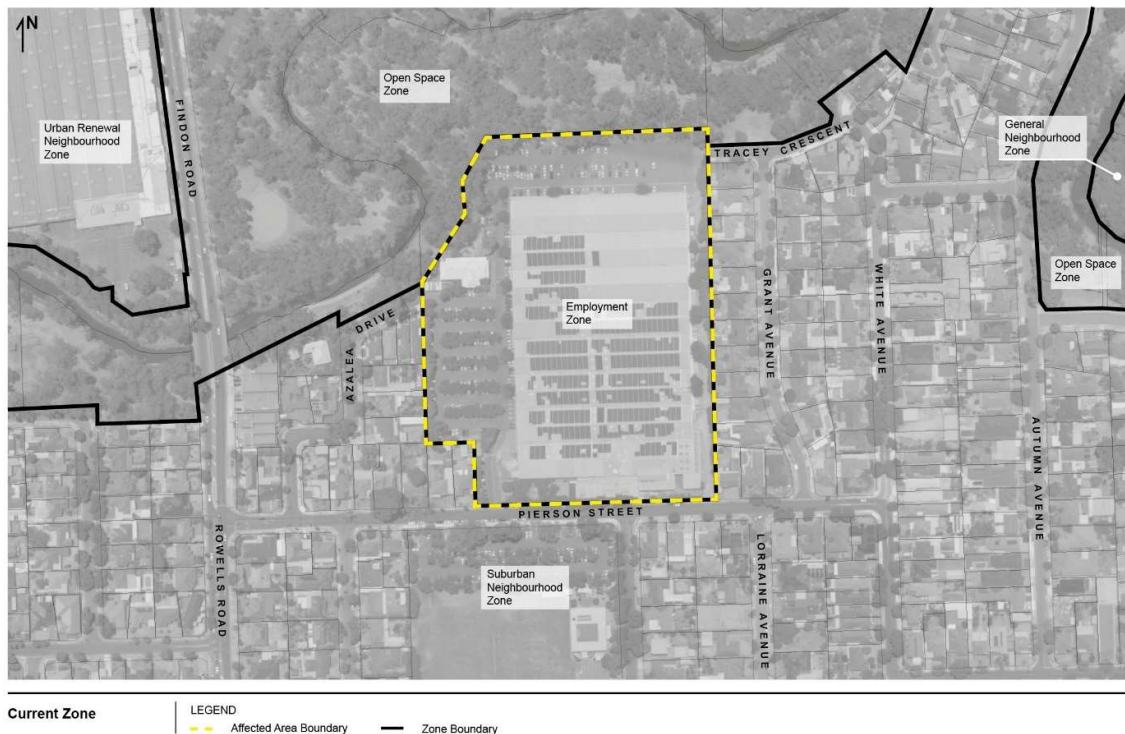 N
Urban Renewal
Neighbourhood
Zone
FINDON ROAD
Open Space
Zone
TRACEY CRESCENT
General
Neighbourhood
Zone
Open Space
Zone
Employment
Zone
AZALEA
DRIVE
GRANT AVENUE
WHITE AVENUE
AUTUMN AVENUE
PIERSON STREET
ROWELLS ROAD
Suburban
Neighbourhood
Zone
LORRAINE AVENUE
Current Zone
LEGEND
Affected Area Boundary
Zone Boundary